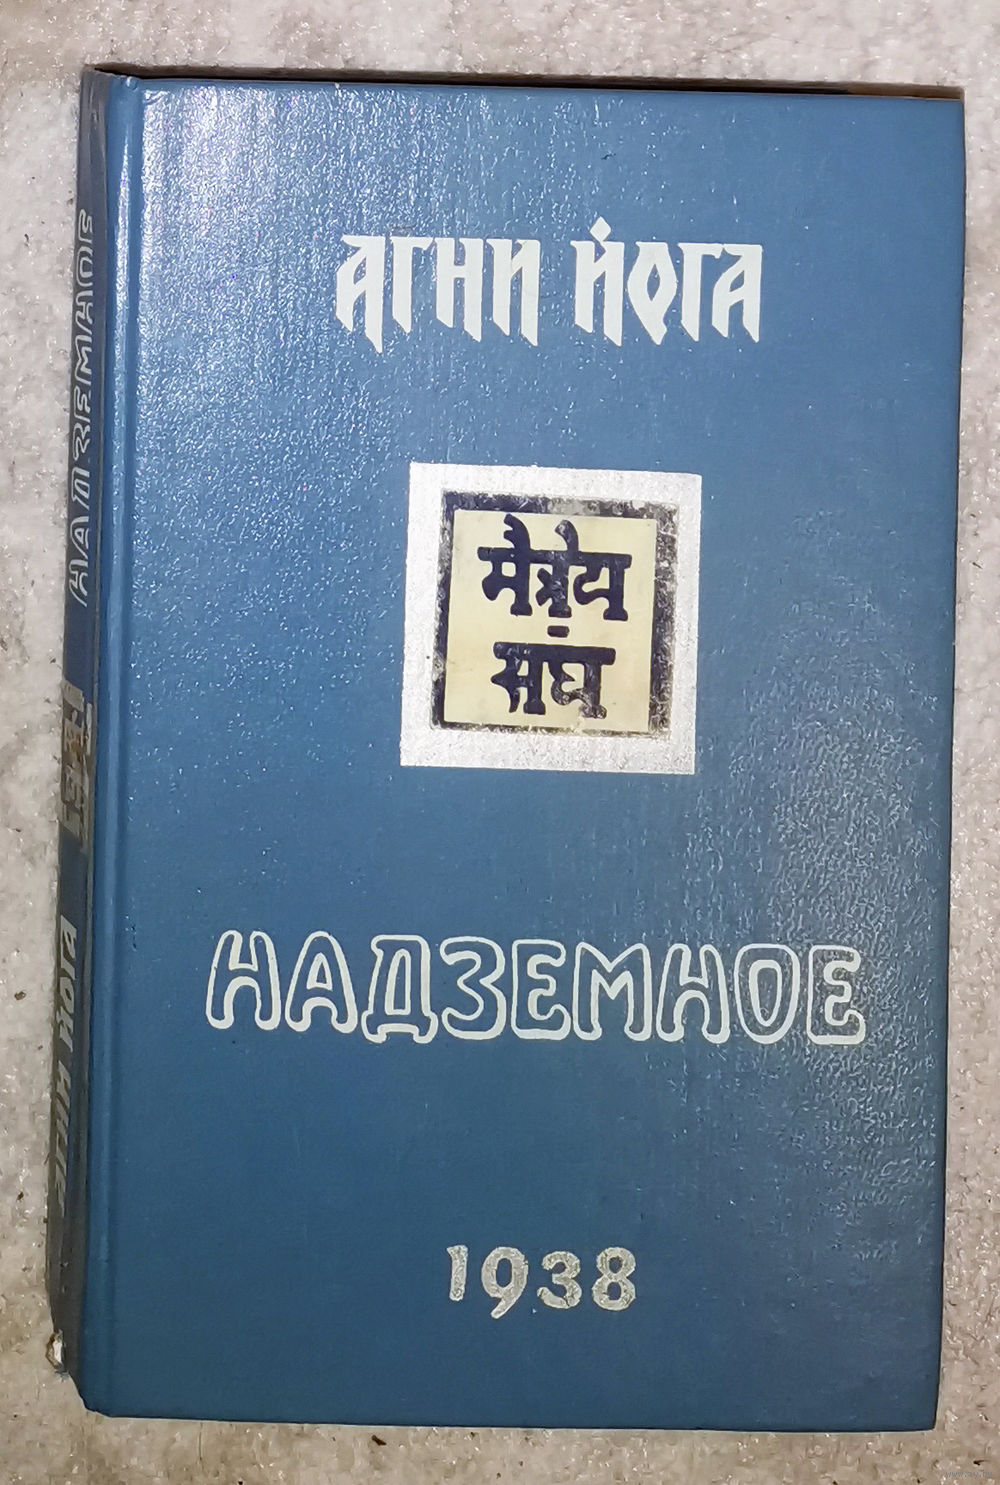 АГНИ ЙОГА
मैत्रेय
संघ
НАДЗЕМНОЕ
1938
АГНИ ЙОГА
НАДЗЕМНОЕ